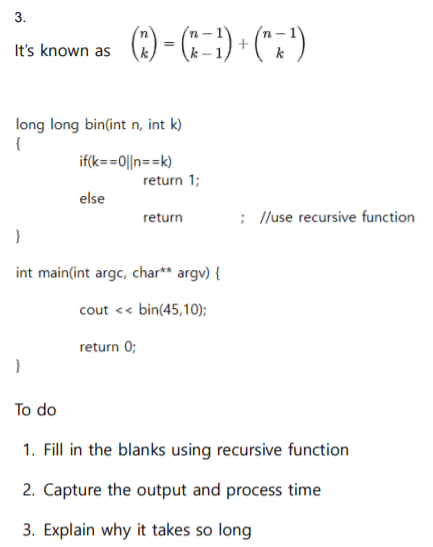 3.
It's known as (n k) = (n − 1 k − 1) + (n − 1 k)
long long bin(int n, int k)
{
if(k==0||n==k)
return 1;
else
return ; //use recursive function
}
int main(int argc, char** argv) {
cout << bin(45,10);
return 0;
}
To do
1. Fill in the blanks using recursive function
2. Capture the output and process time
3. Explain why it takes so long